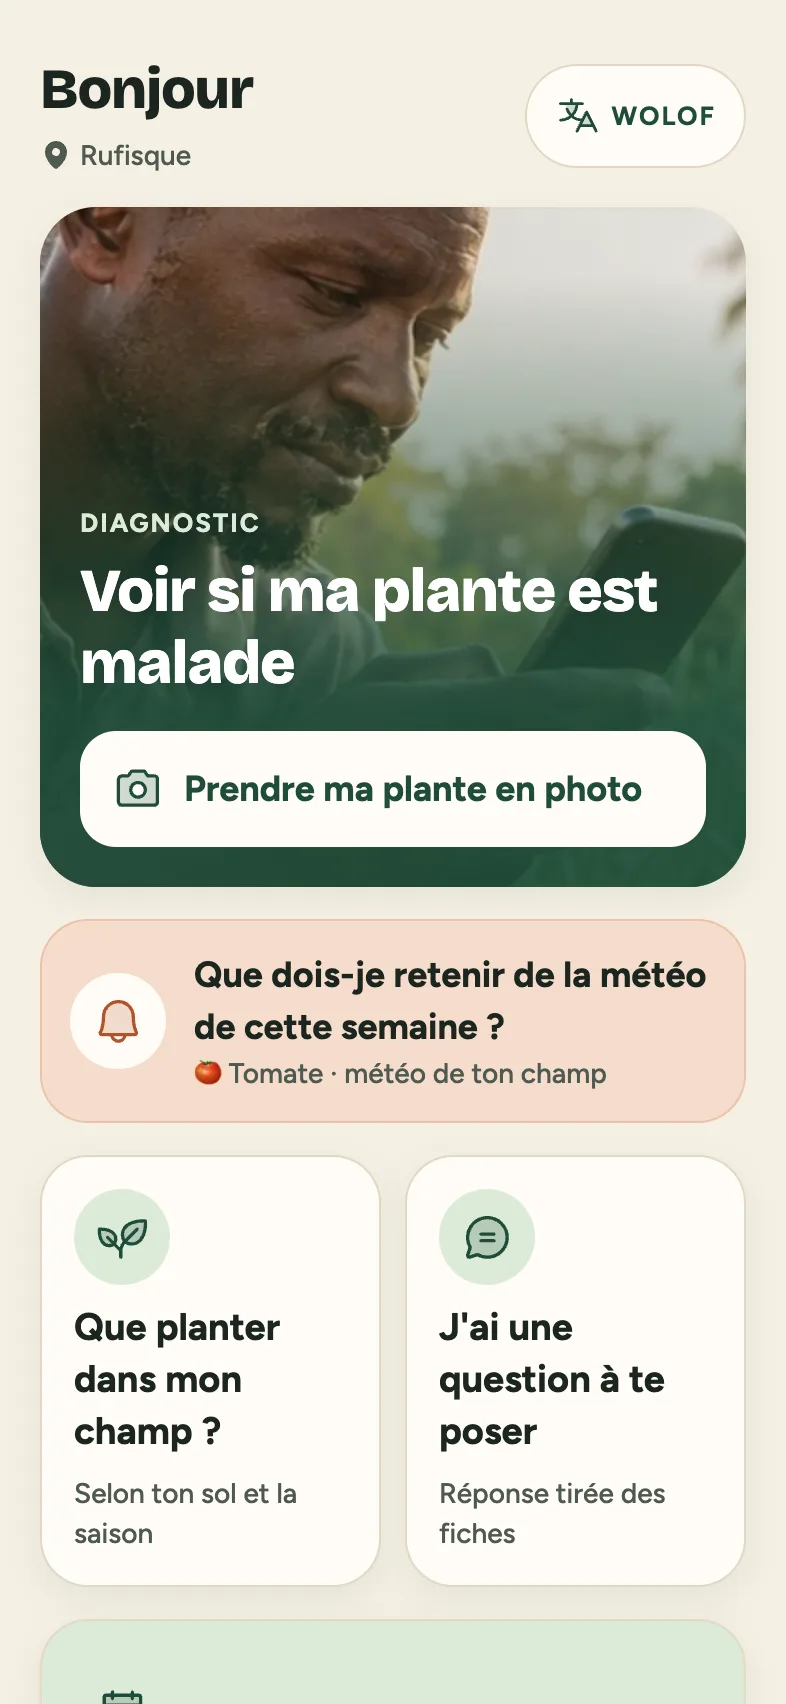 Bonjour
Rufisque
WOLOF
DIAGNOSTIC
Voir si ma plante est
malade
Prendre ma plante en photo
Que dois-je retenir de la météo
de cette semaine ?
🍅 Tomate · météo de ton champ
Que planter
dans mon
champ ?
Selon ton sol et la
saison
J'ai une
question à te
poser
Réponse tirée des
fiches